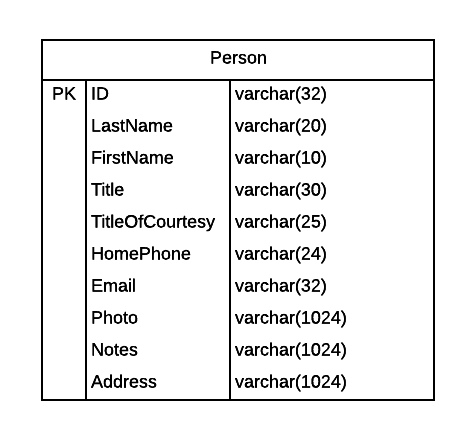 Person
PK ID varchar(32)
LastName varchar(20)
FirstName varchar(10)
Title varchar(30)
TitleOfCourtesy varchar(25)
HomePhone varchar(24)
Email varchar(32)
Photo varchar(1024)
Notes varchar(1024)
Address varchar(1024)